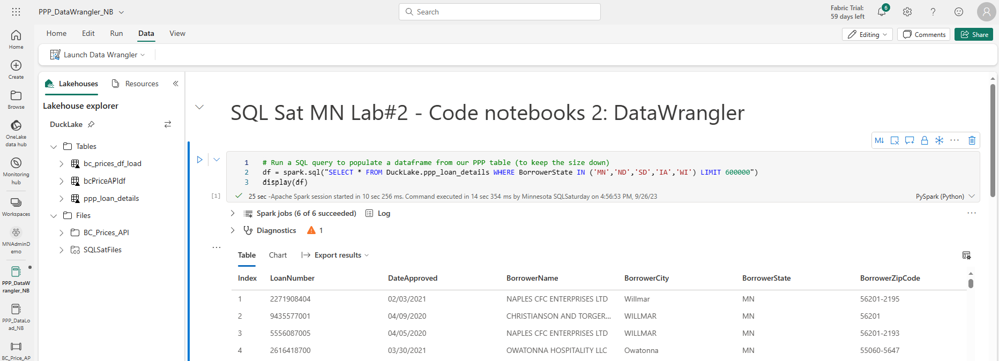 PPP_DataWrangler_NB
Search
Fabric Trial:
59 days left
6
Home Edit Run Data View
Editing Comments Share
Launch Data Wrangler
Home
Create
Browse
OneLake
data hub
Monitoring
hub
Workspaces
MNAdminD
emo
PPP_DataW
rangler_NB
PPP_DataLo
ad_NB
BC_Price_AP
Lakehouses Resources
Lakehouse explorer
DuckLake
Tables
bc_prices_df_load
bcPriceAPIdf
ppp_loan_details
Files
BC_Prices_API
SQLSatFiles
SQL Sat MN Lab#2 - Code notebooks 2: DataWrangler
M↓
1 # Run a SQL query to populate a dataframe from our PPP table (to keep the size down)
2 df = spark.sql("SELECT * FROM DuckLake.ppp_loan_details WHERE BorrowerState IN ('MN','ND','SD','IA','WI') LIMIT 600000")
3 display(df)
[1] 25 sec -Apache Spark session started in 10 sec 256 ms. Command executed in 14 sec 354 ms by Minnesota SQLSaturday on 4:56:53 PM, 9/26/23 PySpark (Python)
Spark jobs (6 of 6 succeeded) Log
Diagnostics 1
Table Chart Export results
Index LoanNumber DateApproved BorrowerName BorrowerCity BorrowerState BorrowerZipCode
1 2271908404 02/03/2021 NAPLES CFC ENTERPRISES LTD Willmar MN 56201-2195
2 9435577001 04/09/2020 CHRISTIANSON AND TORGER... WILLMAR MN 56201
3 5556087005 04/05/2020 NAPLES CFC ENTERPRISES LTD WILLMAR MN 56201-2193
4 2616418700 03/30/2021 OWATONNA HOSPITALITY LLC Owatonna MN 55060-5647